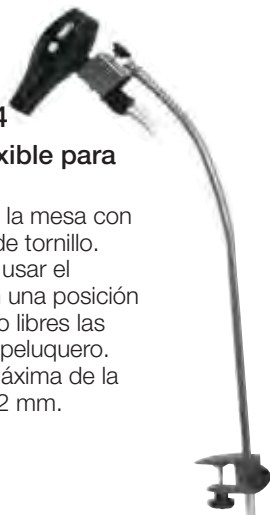 4
xible para
la mesa con
de tornillo.
usar el
una posición
o libres las
peluquero.
áxima de la
2 mm.